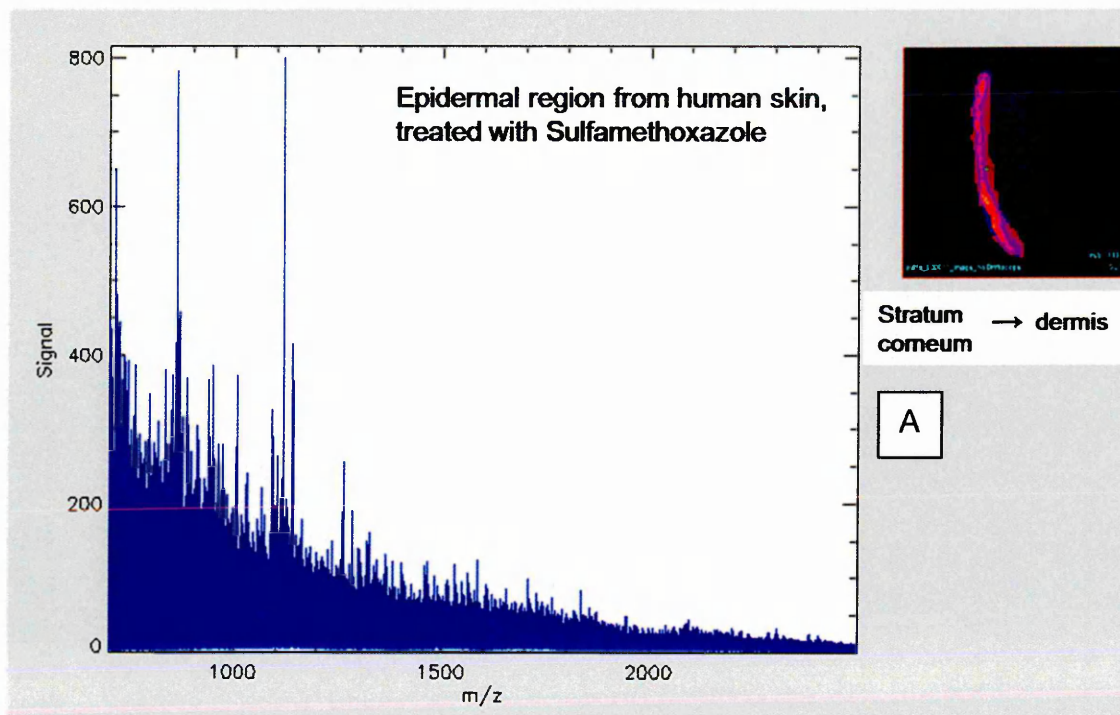 Epidermal region from human skin,
treated with Sulfamethoxazole
800
600
400
200
0
Signal
1000
1500
2000
m/z
Stratum
corneum
→ dermis
A